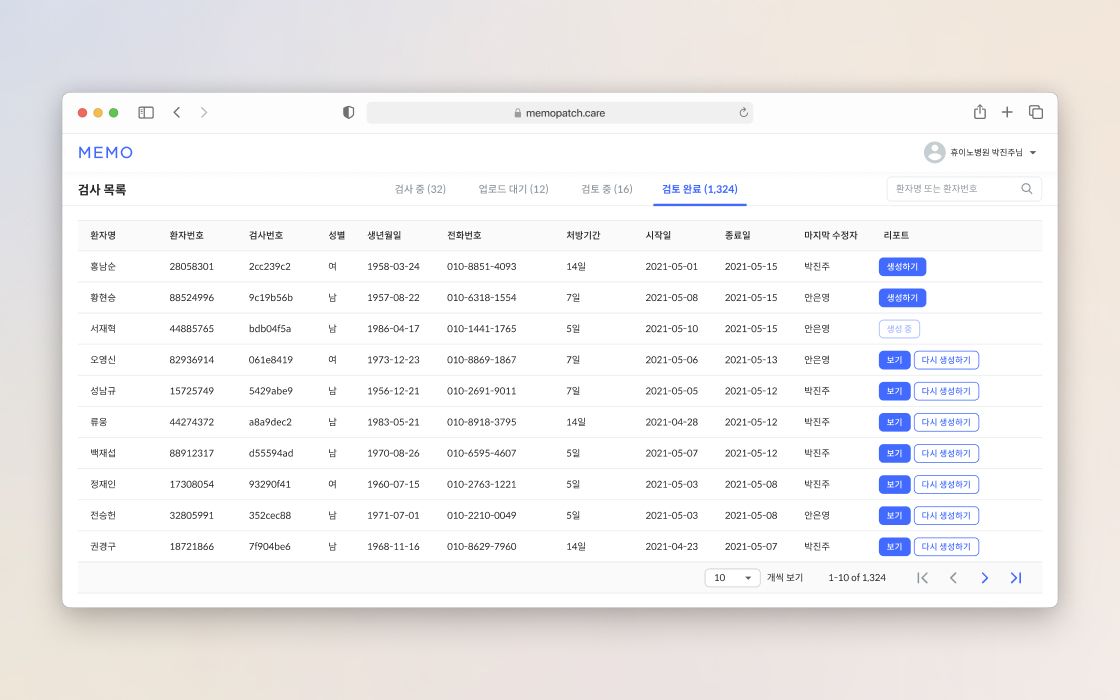 memopatch.care
MEMO
휴이노병원 박진주님
검사 목록
검사 중 (32)
업로드 대기 (12)
검토 중 (16)
검토 완료 (1,324)
환자명 또는 환자번호
환자명 환자번호 검사번호 성별 생년월일 전화번호 처방기간 시작일 종료일 마지막 수정자 리포트
홍남순 28058301 2cc239c2 여 1958-03-24 010-8851-4093 14일 2021-05-01 2021-05-15 박진주 생성하기
황현승 88524996 9c19b56b 남 1957-08-22 010-6318-1554 7일 2021-05-08 2021-05-15 안은영 생성하기
서재혁 44885765 bdb04f5a 남 1986-04-17 010-1441-1765 5일 2021-05-10 2021-05-15 안은영 생성 중
오영신 82936914 061e8419 여 1973-12-23 010-8869-1867 7일 2021-05-06 2021-05-13 안은영 보기 다시 생성하기
성남규 15725749 5429abe9 남 1956-12-21 010-2691-9011 7일 2021-05-05 2021-05-12 박진주 보기 다시 생성하기
류웅 44274372 a8a9dec2 남 1983-05-21 010-8918-3795 14일 2021-04-28 2021-05-12 박진주 보기 다시 생성하기
백재섭 88912317 d55594ad 남 1970-08-26 010-6595-4607 5일 2021-05-07 2021-05-12 박진주 보기 다시 생성하기
정재인 17308054 93290f41 여 1960-07-15 010-2763-1221 5일 2021-05-03 2021-05-08 박진주 보기 다시 생성하기
전승헌 32805991 352cec88 남 1971-07-01 010-2210-0049 5일 2021-05-03 2021-05-08 안은영 보기 다시 생성하기
권경구 18721866 7f904be6 남 1968-11-16 010-8629-7960 14일 2021-04-23 2021-05-07 박진주 보기 다시 생성하기
10 개씩 보기 1-10 of 1,324